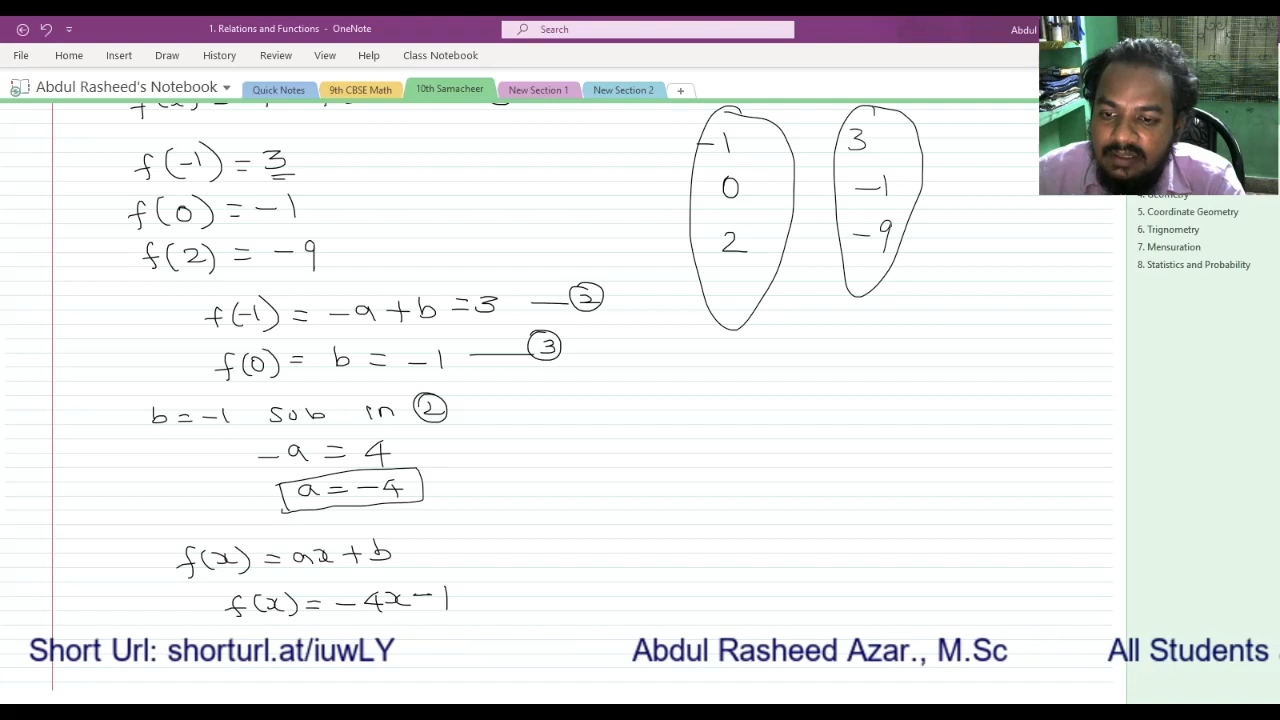 1. Relations and Functions - OneNote
Search
Abdul
File Home Insert Draw History Review View Help Class Notebook
Abdul Rasheed's Notebook
Quick Notes
9th CBSE Math
10th Samacheer
New Section 1
New Section 2
4. Geometry
5. Coordinate Geometry
6. Trignometry
7. Mensuration
8. Statistics and Probability
f(-1) = 3
f(0) = -1
f(2) = -9
-1
0
2
3
-1
-9
f(-1) = -a + b = 3 — 2
f(0) = b = -1 — 3
b = -1 sub in 2
-a = 4
a = -4
f(x) = ax + b
f(x) = -4x - 1
Short Url: shorturl.at/iuwLY
Abdul Rasheed Azar., M.Sc
All Students